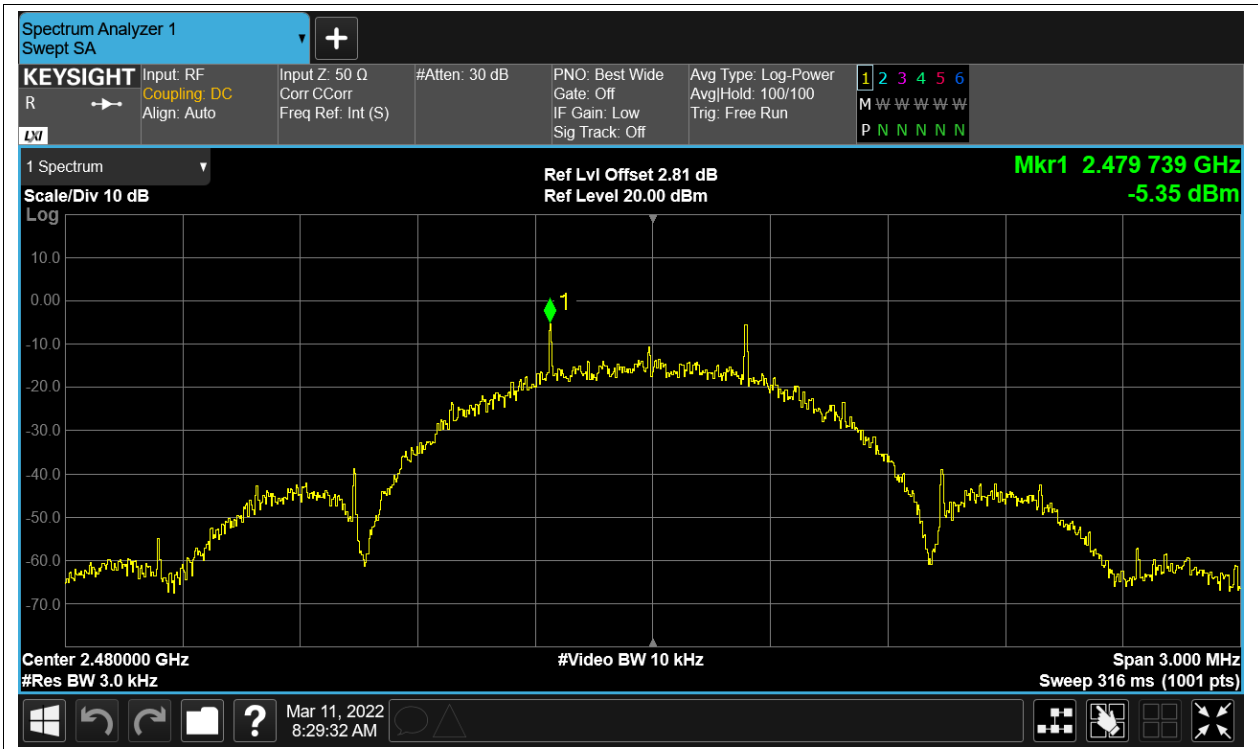 Spectrum Analyzer 1
Swept SA
KEYSIGHT
R
LXI
Input: RF
Coupling: DC
Align: Auto
Input Z: 50 Ω
Corr CCorr
Freq Ref: Int (S)
#Atten: 30 dB
PNO: Best Wide
Gate: Off
IF Gain: Low
Sig Track: Off
Avg Type: Log-Power
Avg|Hold: 100/100
Trig: Free Run
1 2 3 4 5 6
M W W W W W W
P N N N N N
1 Spectrum
Scale/Div 10 dB
Log
Ref Lvl Offset 2.81 dB
Ref Level 20.00 dBm
Mkr1 2.479 739 GHz
-5.35 dBm
10.0
0.00
-10.0
-20.0
-30.0
-40.0
-50.0
-60.0
-70.0
1
Center 2.480000 GHz
#Res BW 3.0 kHz
#Video BW 10 kHz
Span 3.000 MHz
Sweep 316 ms (1001 pts)
?
Mar 11, 2022
8:29:32 AM